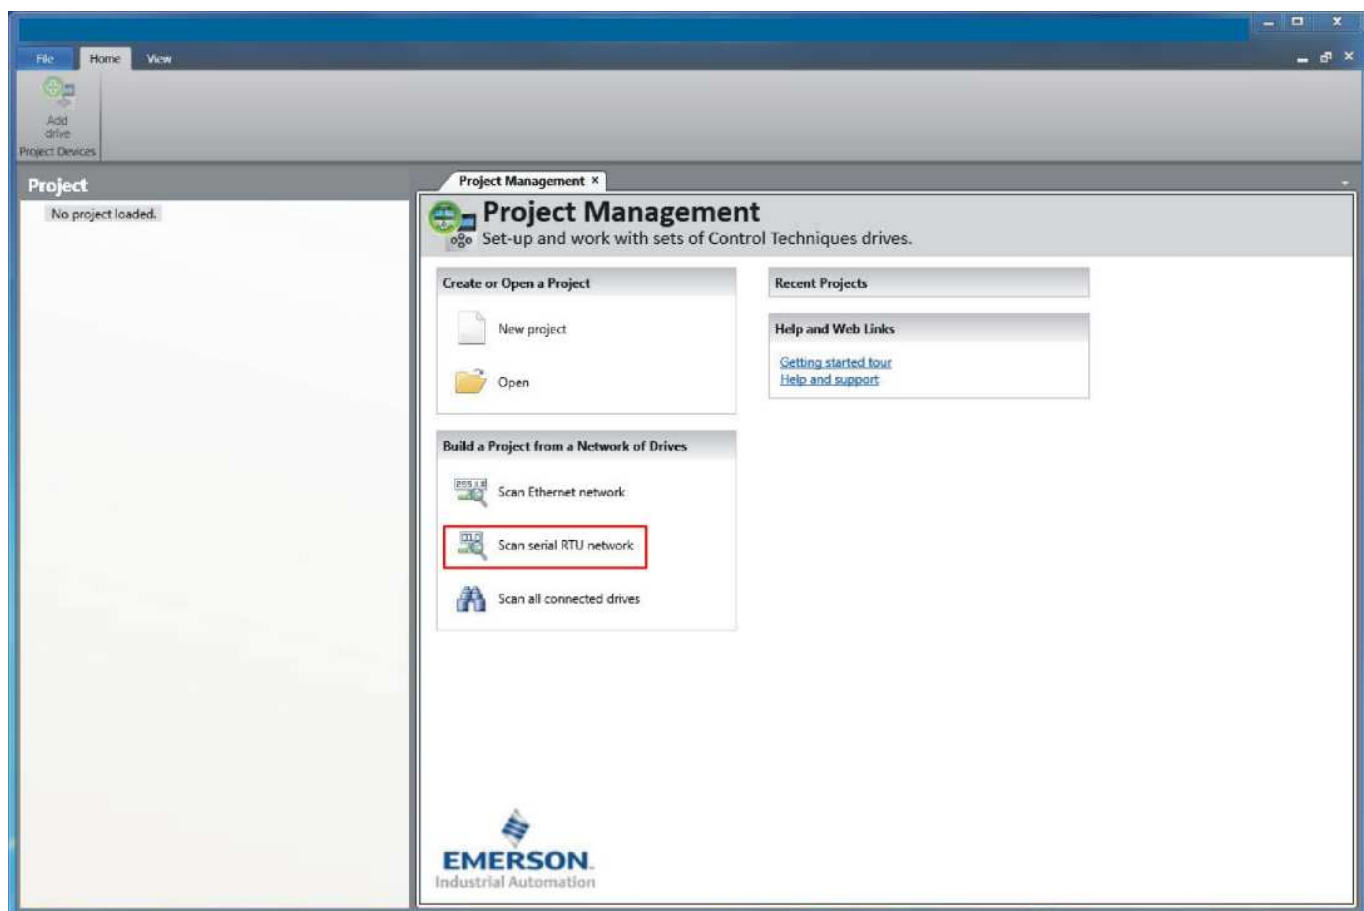 File Home View
Add
drive
Project Devices
Project
No project loaded.
Project Management ×
Project Management
Set-up and work with sets of Control Techniques drives.
Create or Open a Project
New project
Open
Recent Projects
Help and Web Links
Getting started tour
Help and support
Build a Project from a Network of Drives
Scan Ethernet network
Scan serial RTU network
Scan all connected drives
EMERSON.
Industrial Automation